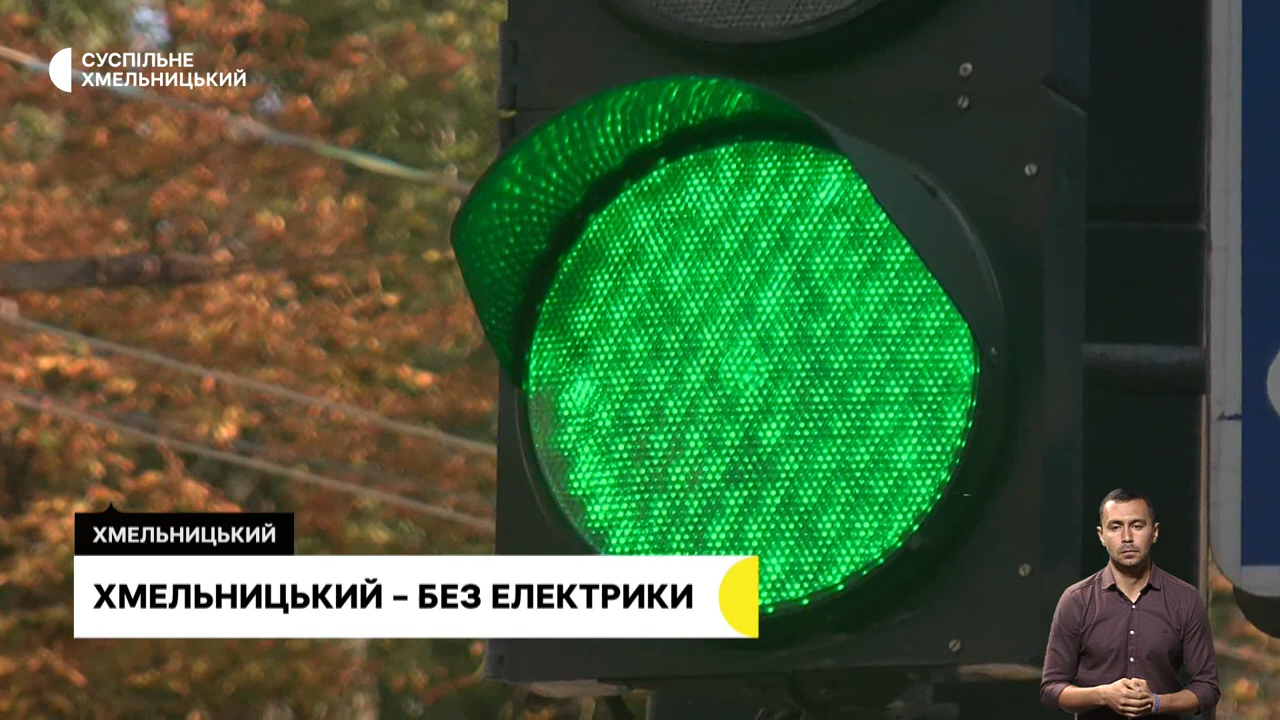 СУСПІЛЬНЕ
ХМЕЛЬНИЦЬКИЙ
ХМЕЛЬНИЦЬКИЙ
ХМЕЛЬНИЦЬКИЙ – БЕЗ ЕЛЕКТРИКИ